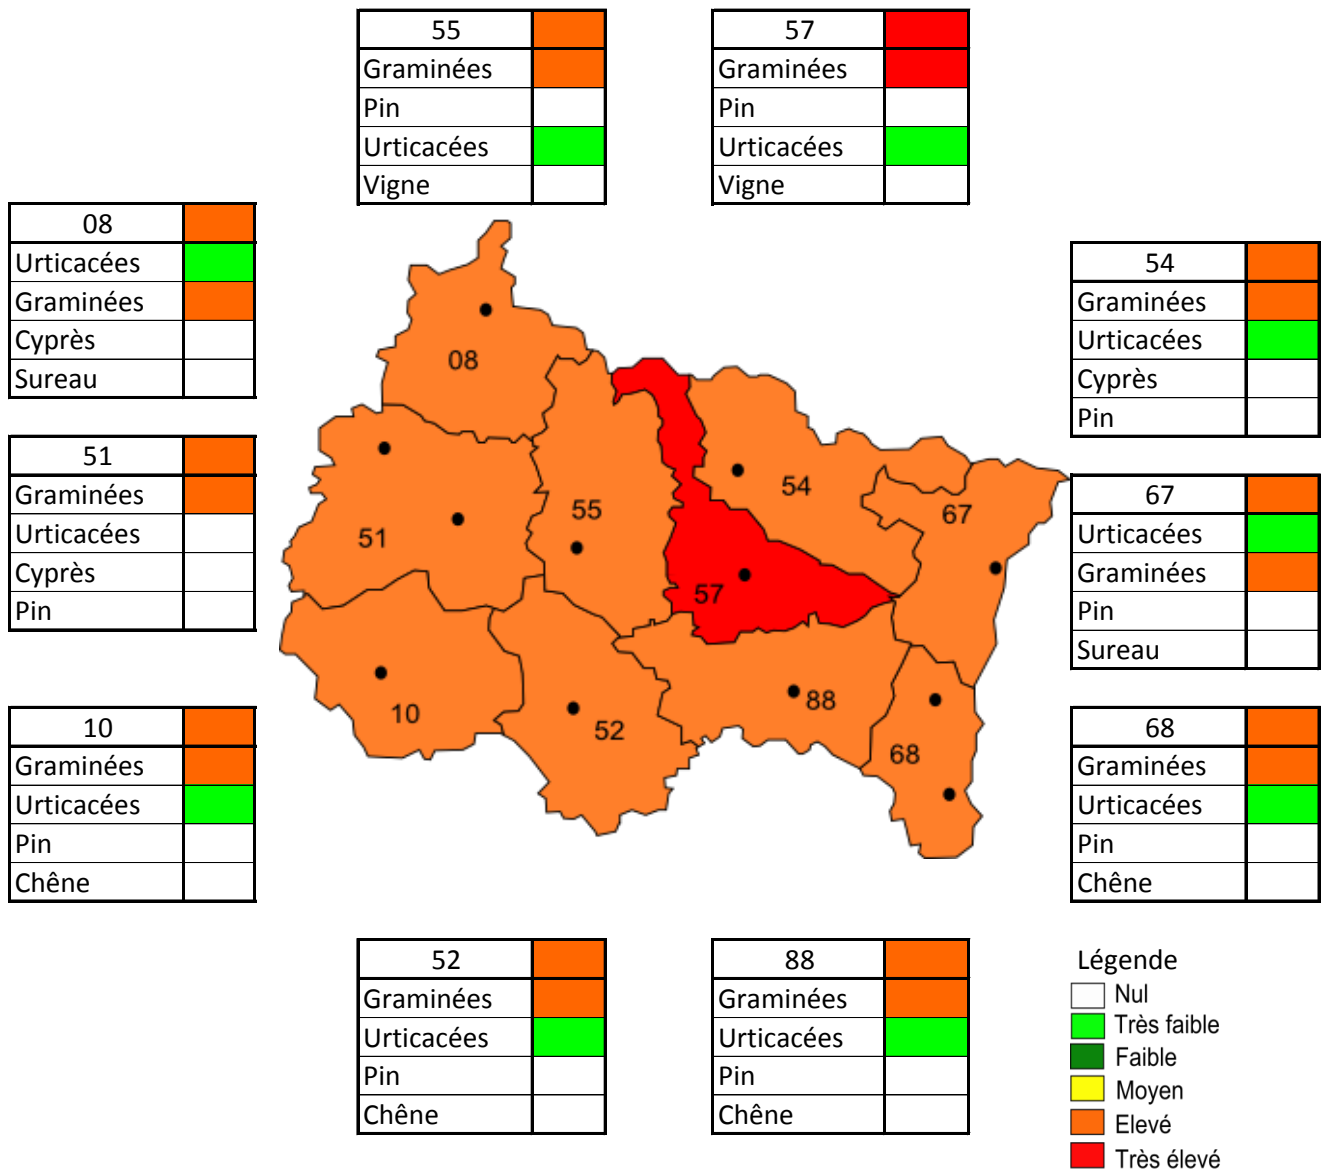 55
Graminées
Pin
Urticacées
Vigne
57
Graminées
Pin
Urticacées
Vigne
08
Urticacées
Graminées
Cyprès
Sureau
51
Graminées
Urticacées
Cyprès
Pin
10
Graminées
Urticacées
Pin
Chêne
08
51
55
54
67
57
10
52
88
68
54
Graminées
Urticacées
Cyprès
Pin
67
Urticacées
Graminées
Pin
Sureau
68
Graminées
Urticacées
Pin
Chêne
52
Graminées
Urticacées
Pin
Chêne
88
Graminées
Urticacées
Pin
Chêne
Légende
Nul
Très faible
Faible
Moyen
Elevé
Très élevé